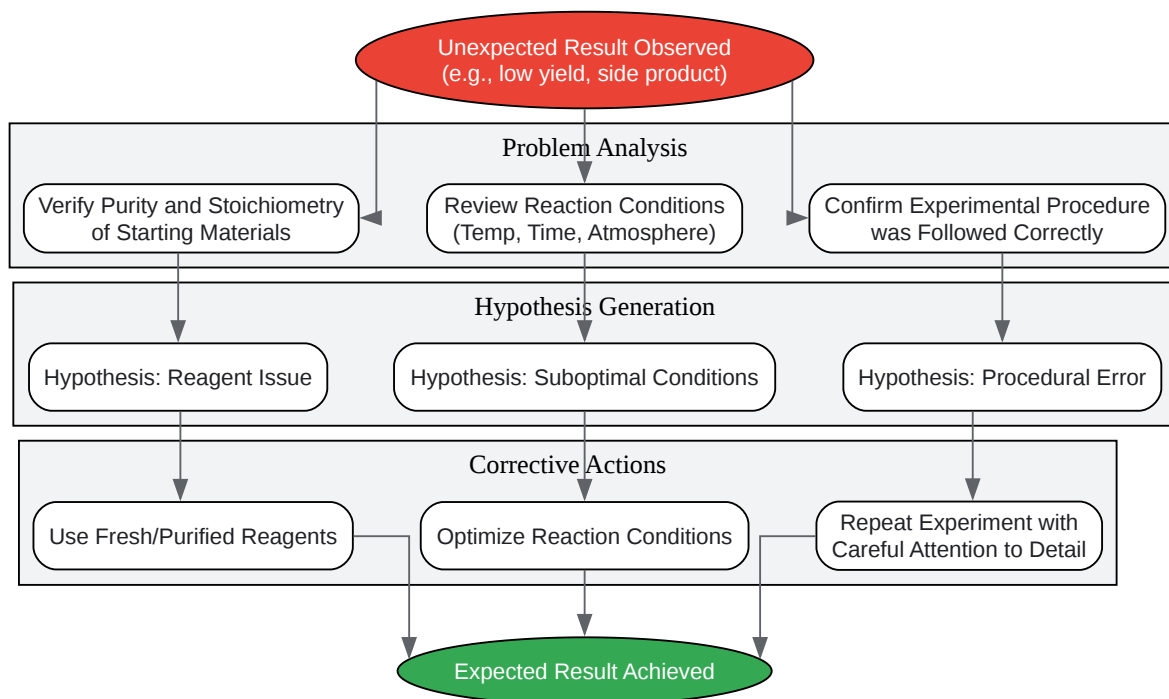 Unexpected Result Observed
(e.g., low yield, side product)
Problem Analysis
Verify Purity and Stoichiometry
of Starting Materials
Review Reaction Conditions
(Temp, Time, Atmosphere)
Confirm Experimental Procedure
was Followed Correctly
Hypothesis Generation
Hypothesis: Reagent Issue
Hypothesis: Suboptimal Conditions
Hypothesis: Procedural Error
Corrective Actions
Use Fresh/Purified Reagents
Optimize Reaction Conditions
Repeat Experiment with
Careful Attention to Detail
Expected Result Achieved